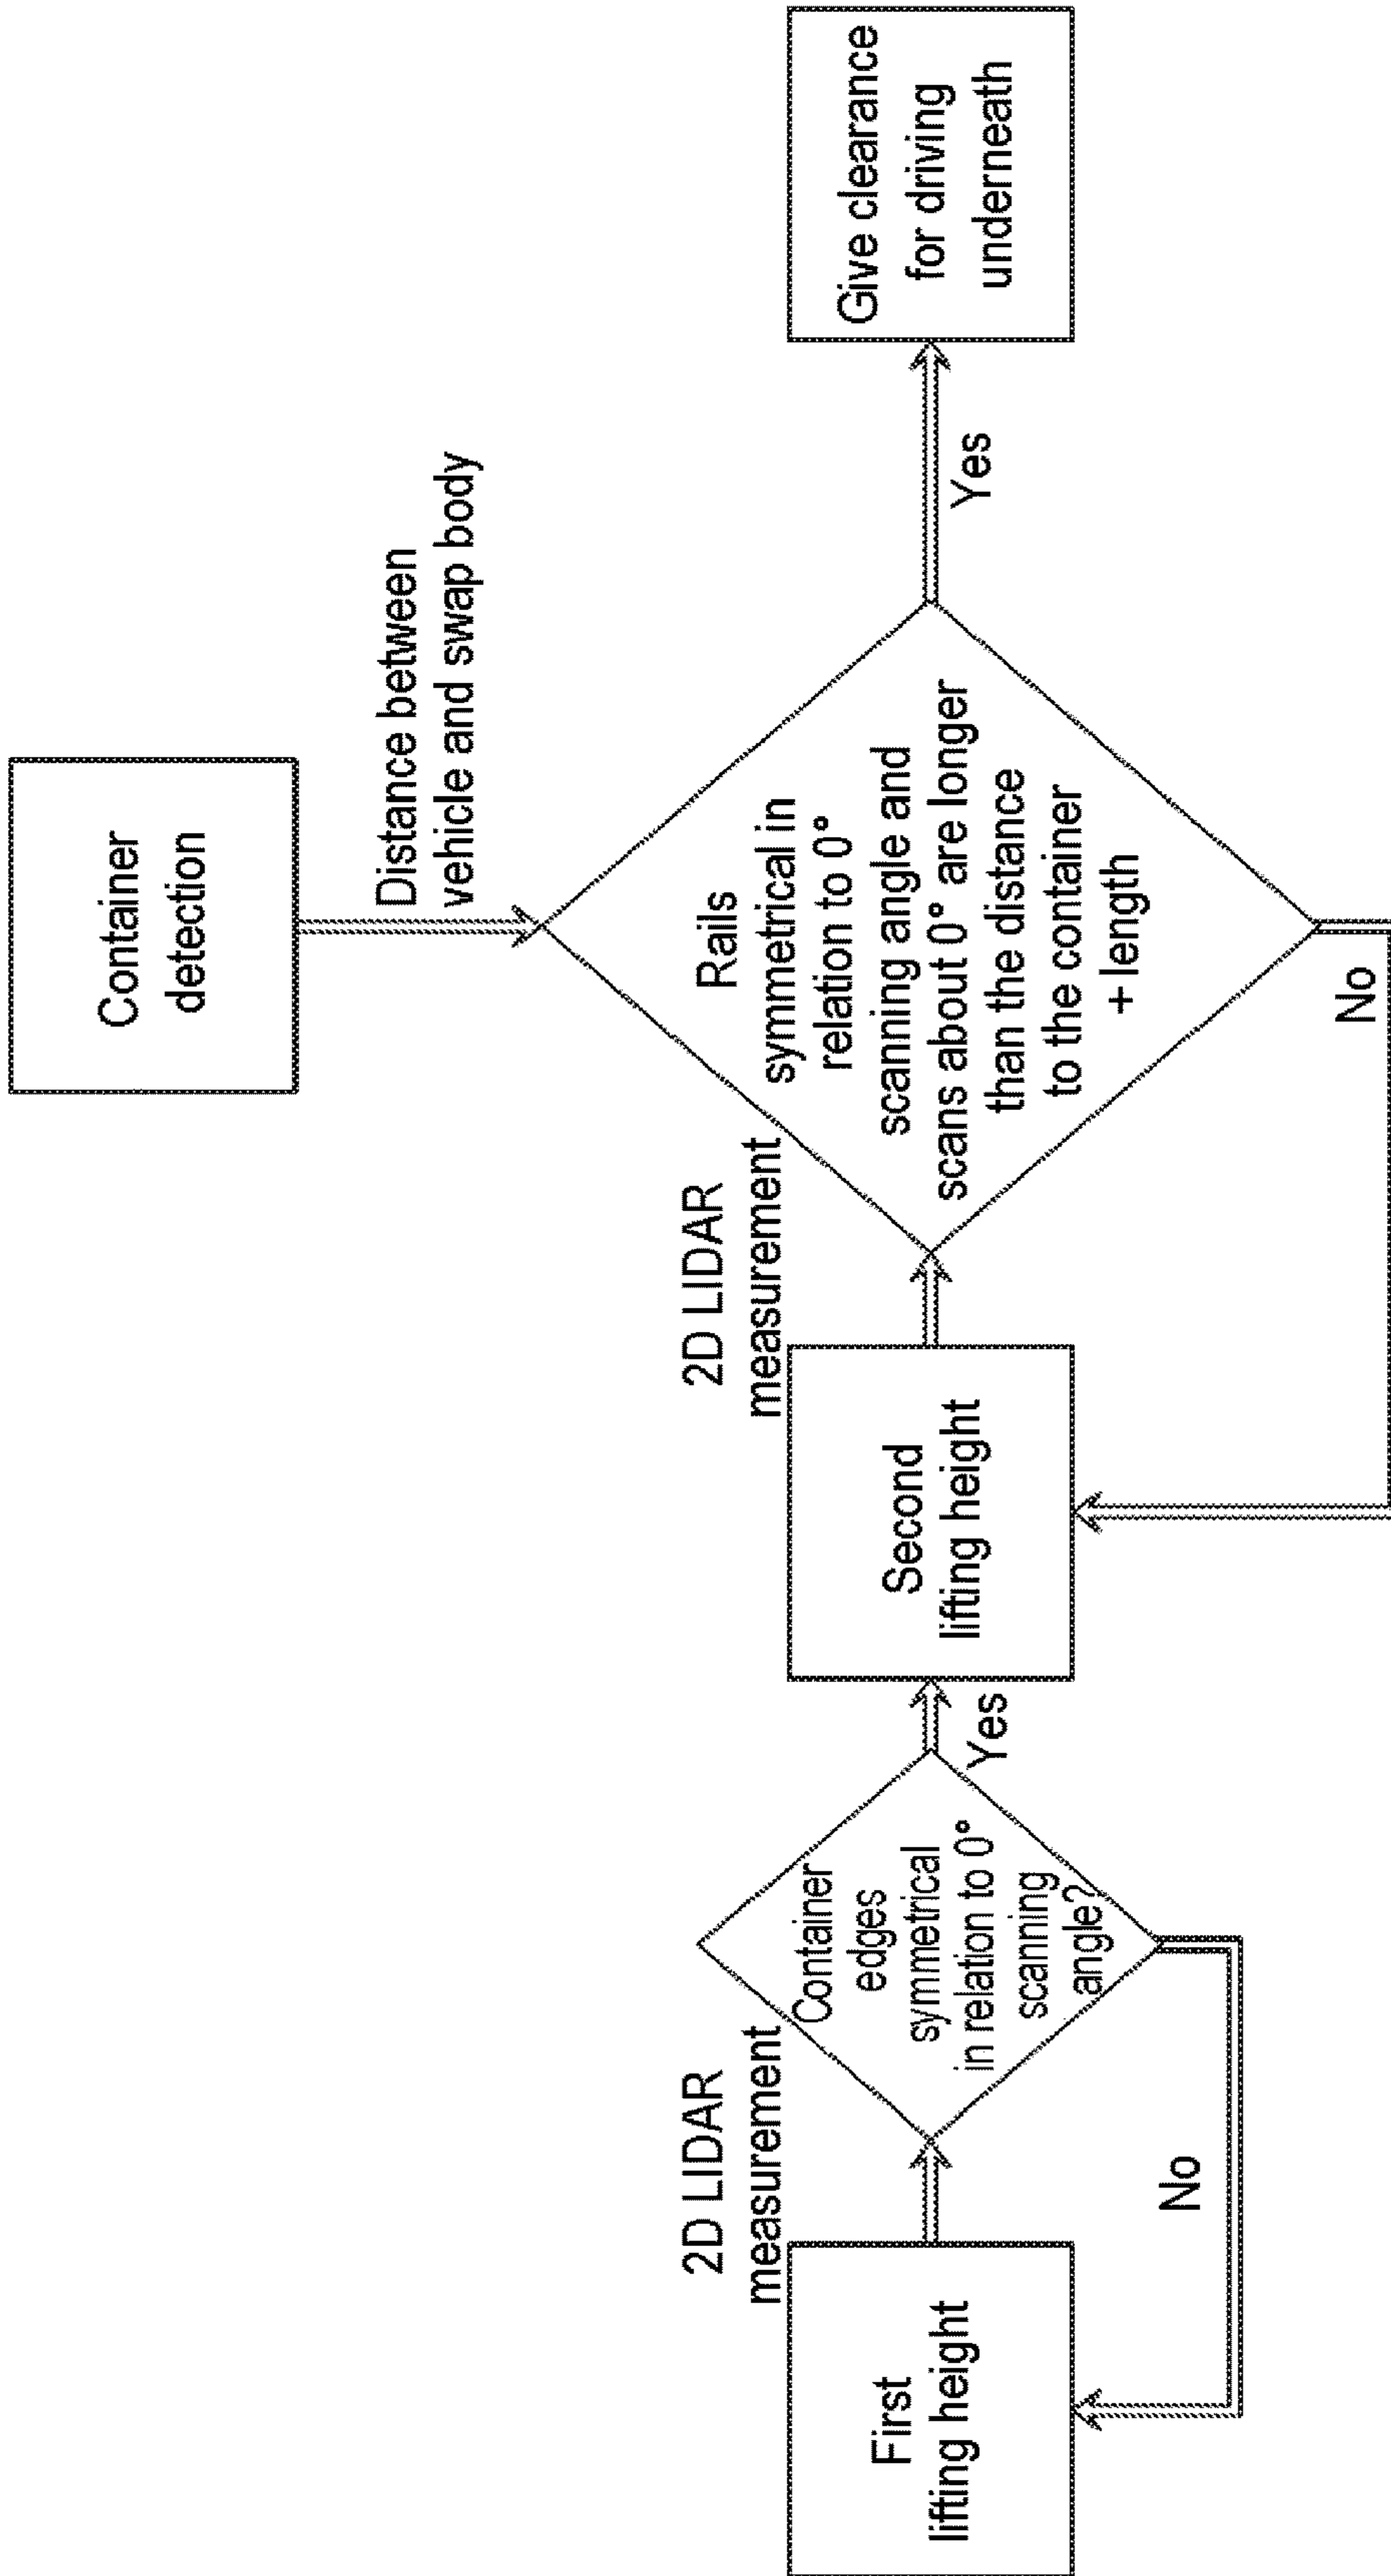 Container
detection
Distance between
vehicle and swap body
First
lifting height
2D LIDAR
measurement
Container
edges
symmetrical
in relation to 0°
scanning
angle?
No
Yes
Second
lifting height
2D LIDAR
measurement
Rails
symmetrical in
relation to 0°
scanning angle and
scans about 0° are longer
than the distance
to the container
+ length
No
Yes
Give clearance
for driving
underneath